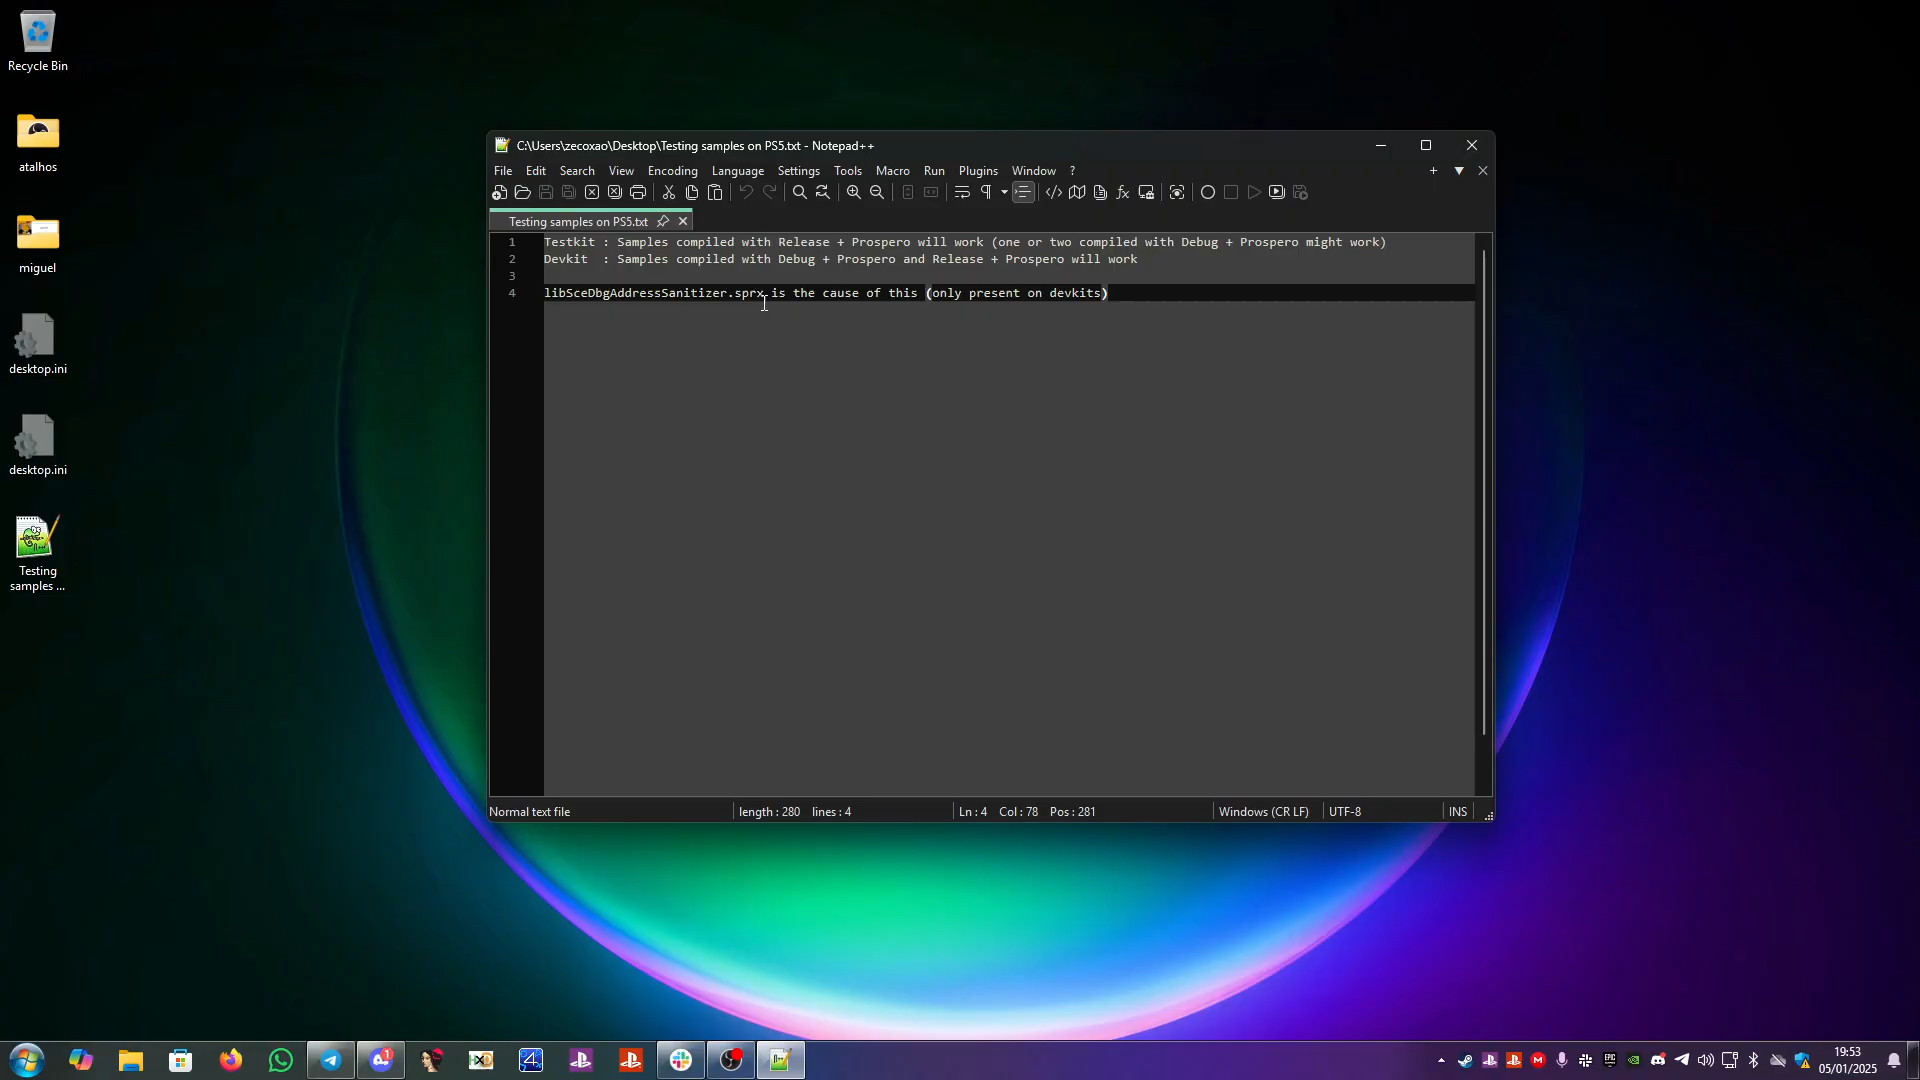 Recycle Bin
atalhos
miguel
desktop.ini
desktop.ini
Testing
samples ...
C:\Users\zecoxao\Desktop\Testing samples on PS5.txt - Notepad++
File Edit Search View Encoding Language Settings Tools Macro Run Plugins Window ?
Testing samples on PS5.txt
1 Testkit : Samples compiled with Release + Prospero will work (one or two compiled with Debug + Prospero might work)
2 Devkit  : Samples compiled with Debug + Prospero and Release + Prospero will work
3
4 libSceDbgAddressSanitizer.sprx is the cause of this (only present on devkits)
Normal text file length : 280 lines : 4 Ln : 4 Col : 78 Pos : 281 Windows (CR LF) UTF-8 INS
19:53
05/01/2025